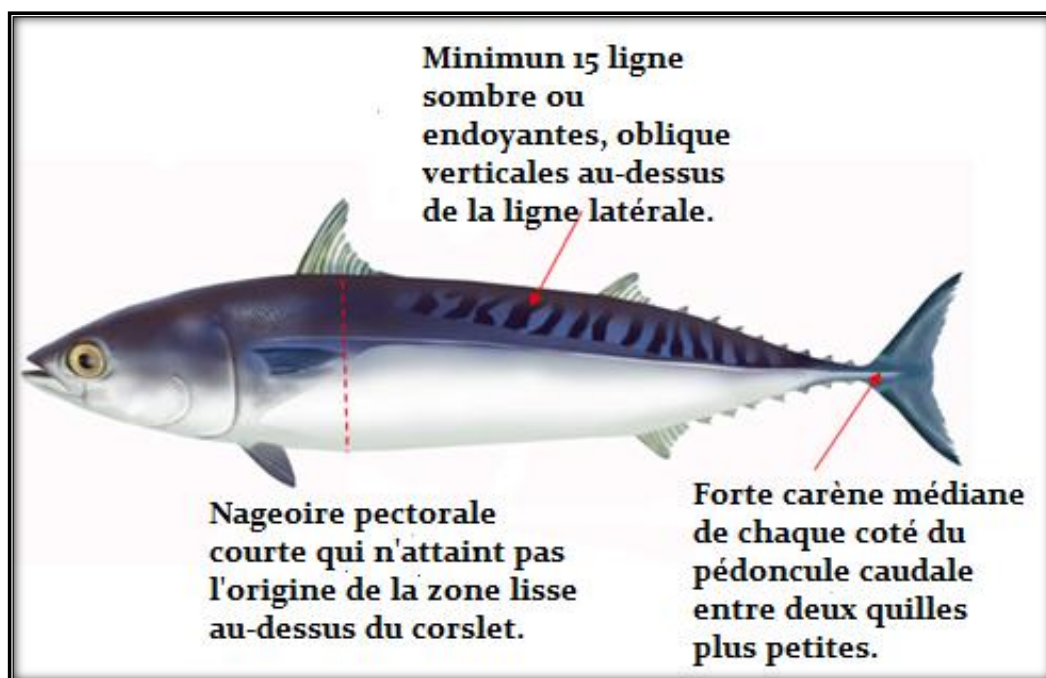 Minimun 15 ligne
sombre ou
endoyantes, oblique
verticales au-dessus
de la ligne latérale.
Nageoire pectorale
courte qui n'attaint pas
l'origine de la zone lisse
au-dessus du corslet.
Forte carène médiane
de chaque coté du
pédoncule caudale
entre deux quilles
plus petites.